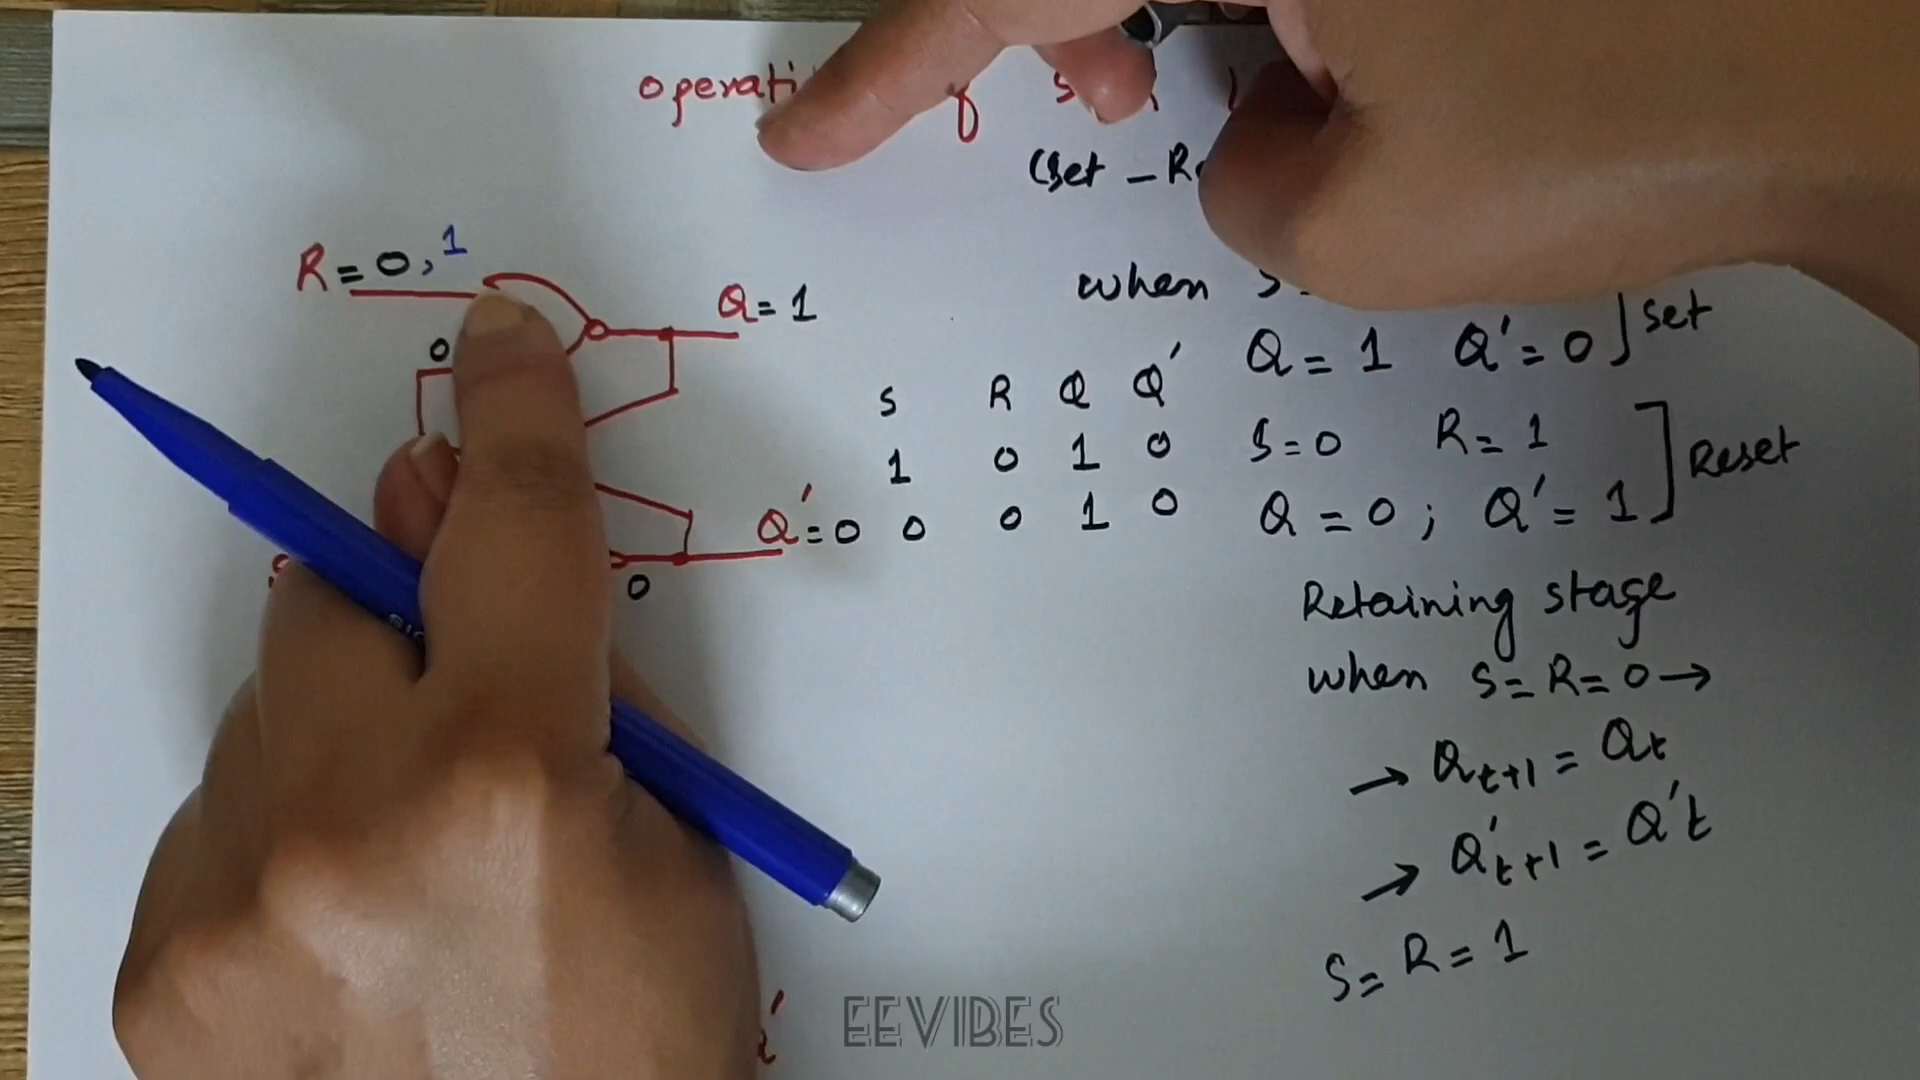 of
(Set – R
R = 0, 1
Q = 1
0
Q' = 0
0
S R Q Q'
1 0 1 0
0 0 1 0
when S =
Q = 1 Q' = 0 ] Set
S = 0 R = 1
Q = 0 ; Q' = 1 ] Reset
Retaining stage
when S = R = 0 →
→ Qt+1 = Qt
→ Q't+1 = Q't
S = R = 1
EEVIBES